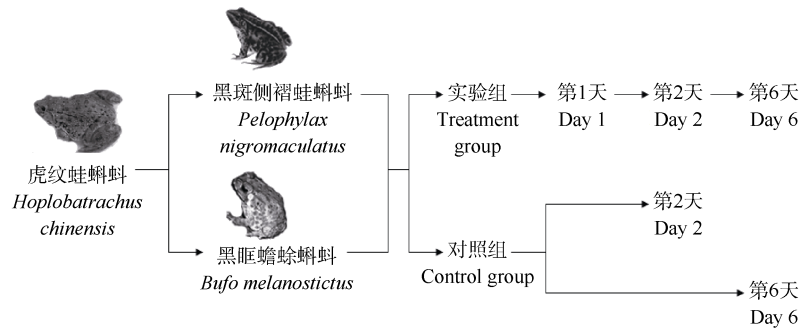 黑斑侧褶蛙蝌蚪
Pelophylax
nigromaculatus
虎纹蛙蝌蚪
Hoplobatrachus
chinensis
黑眶蟾蜍蝌蚪
Bufo melanostictus
实验组
Treatment
group
第1天
Day 1
第2天
Day 2
第6天
Day 6
对照组
Control group
第2天
Day 2
第6天
Day 6